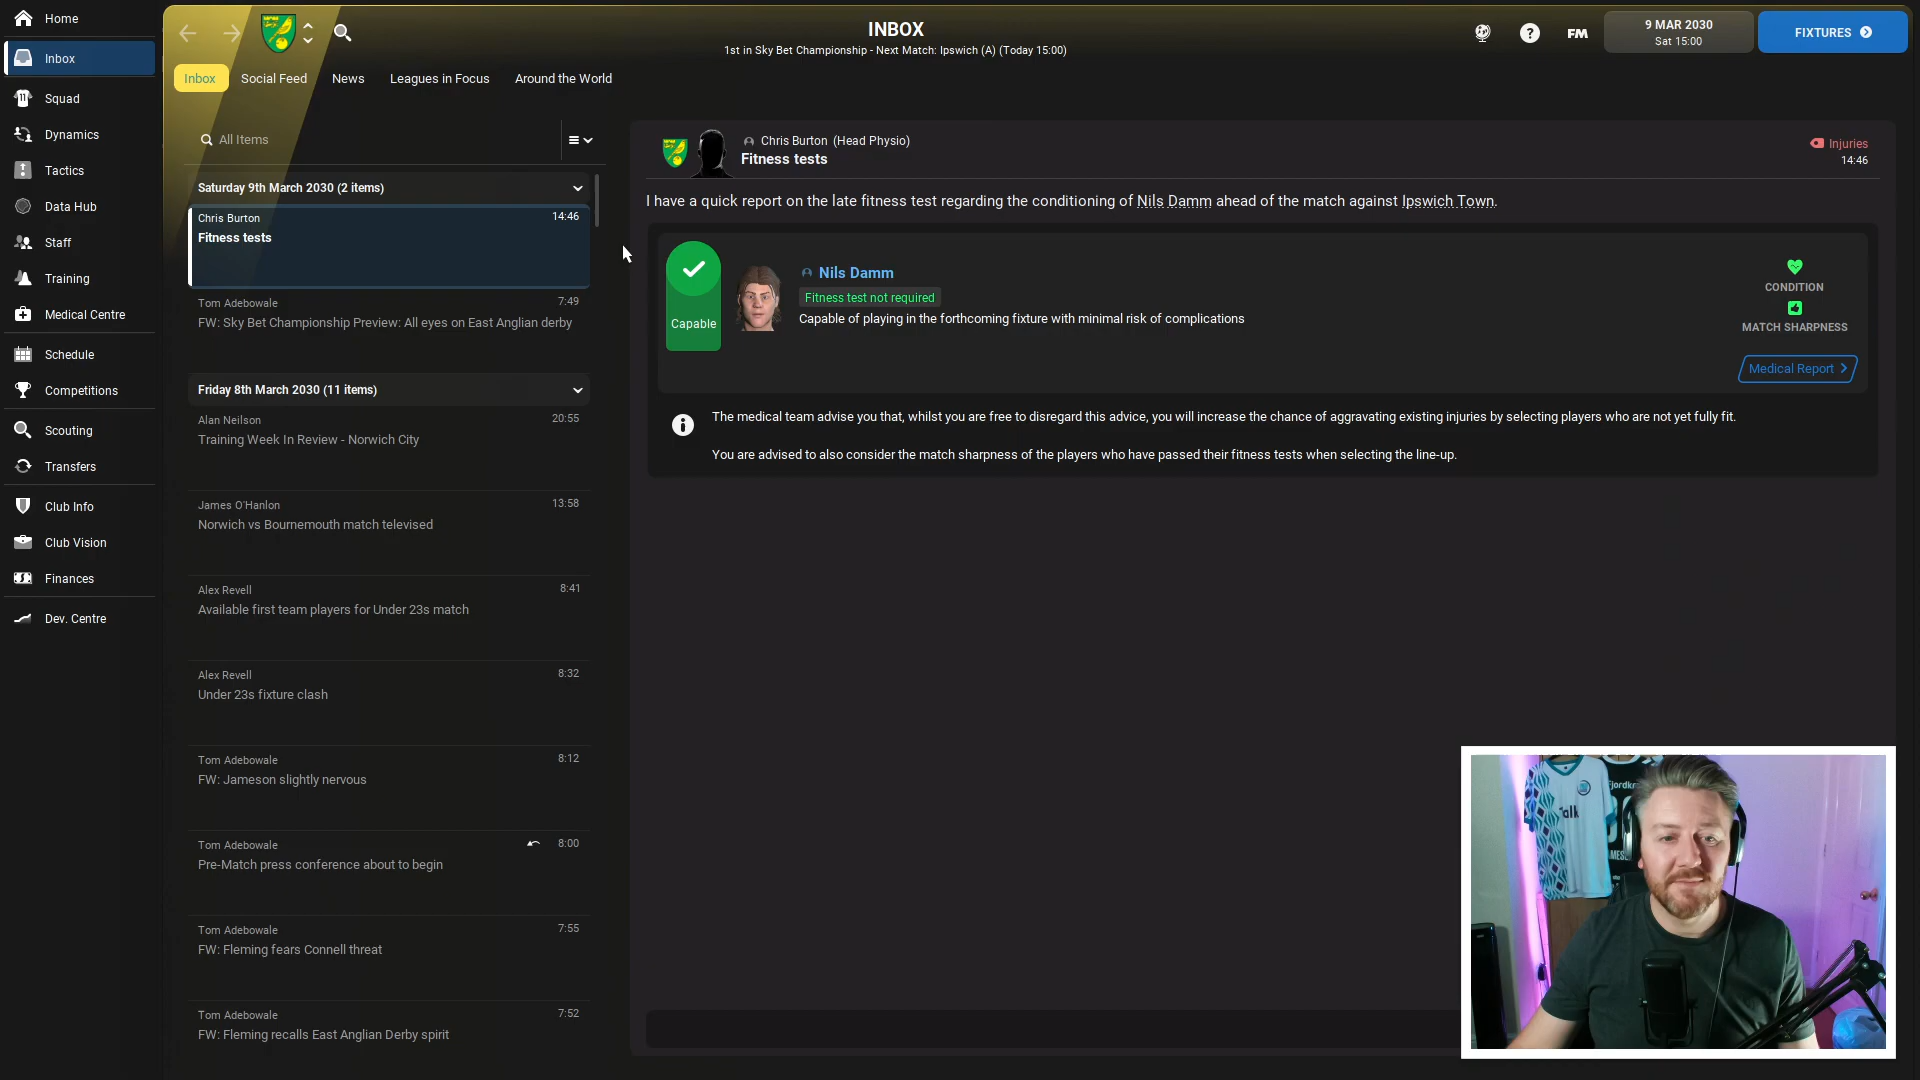 Home
Inbox
Squad
Dynamics
Tactics
Data Hub
Staff
Training
Medical Centre
Schedule
Competitions
Scouting
Transfers
Club Info
Club Vision
Finances
Dev. Centre
INBOX
1st in Sky Bet Championship - Next Match: Ipswich (A) (Today 15:00)
FM
9 MAR 2030
Sat 15:00
FIXTURES
Inbox
Social Feed
News
Leagues in Focus
Around the World
All Items
Saturday 9th March 2030 (2 items)
Chris Burton 14:46
Fitness tests
Tom Adebowale 7:49
FW: Sky Bet Championship Preview: All eyes on East Anglian derby
Friday 8th March 2030 (11 items)
Alan Neilson 20:55
Training Week In Review - Norwich City
James O'Hanlon 13:58
Norwich vs Bournemouth match televised
Alex Revell 8:41
Available first team players for Under 23s match
Alex Revell 8:32
Under 23s fixture clash
Tom Adebowale 8:12
FW: Jameson slightly nervous
Tom Adebowale 8:00
Pre-Match press conference about to begin
Tom Adebowale 7:55
FW: Fleming fears Connell threat
Tom Adebowale 7:52
FW: Fleming recalls East Anglian Derby spirit
Chris Burton (Head Physio)
Fitness tests
Injuries
14:46
I have a quick report on the late fitness test regarding the conditioning of Nils Damm ahead of the match against Ipswich Town.
Capable
Nils Damm
Fitness test not required
Capable of playing in the forthcoming fixture with minimal risk of complications
CONDITION
MATCH SHARPNESS
Medical Report
The medical team advise you that, whilst you are free to disregard this advice, you will increase the chance of aggravating existing injuries by selecting players who are not yet fully fit.
You are advised to also consider the match sharpness of the players who have passed their fitness tests when selecting the line-up.